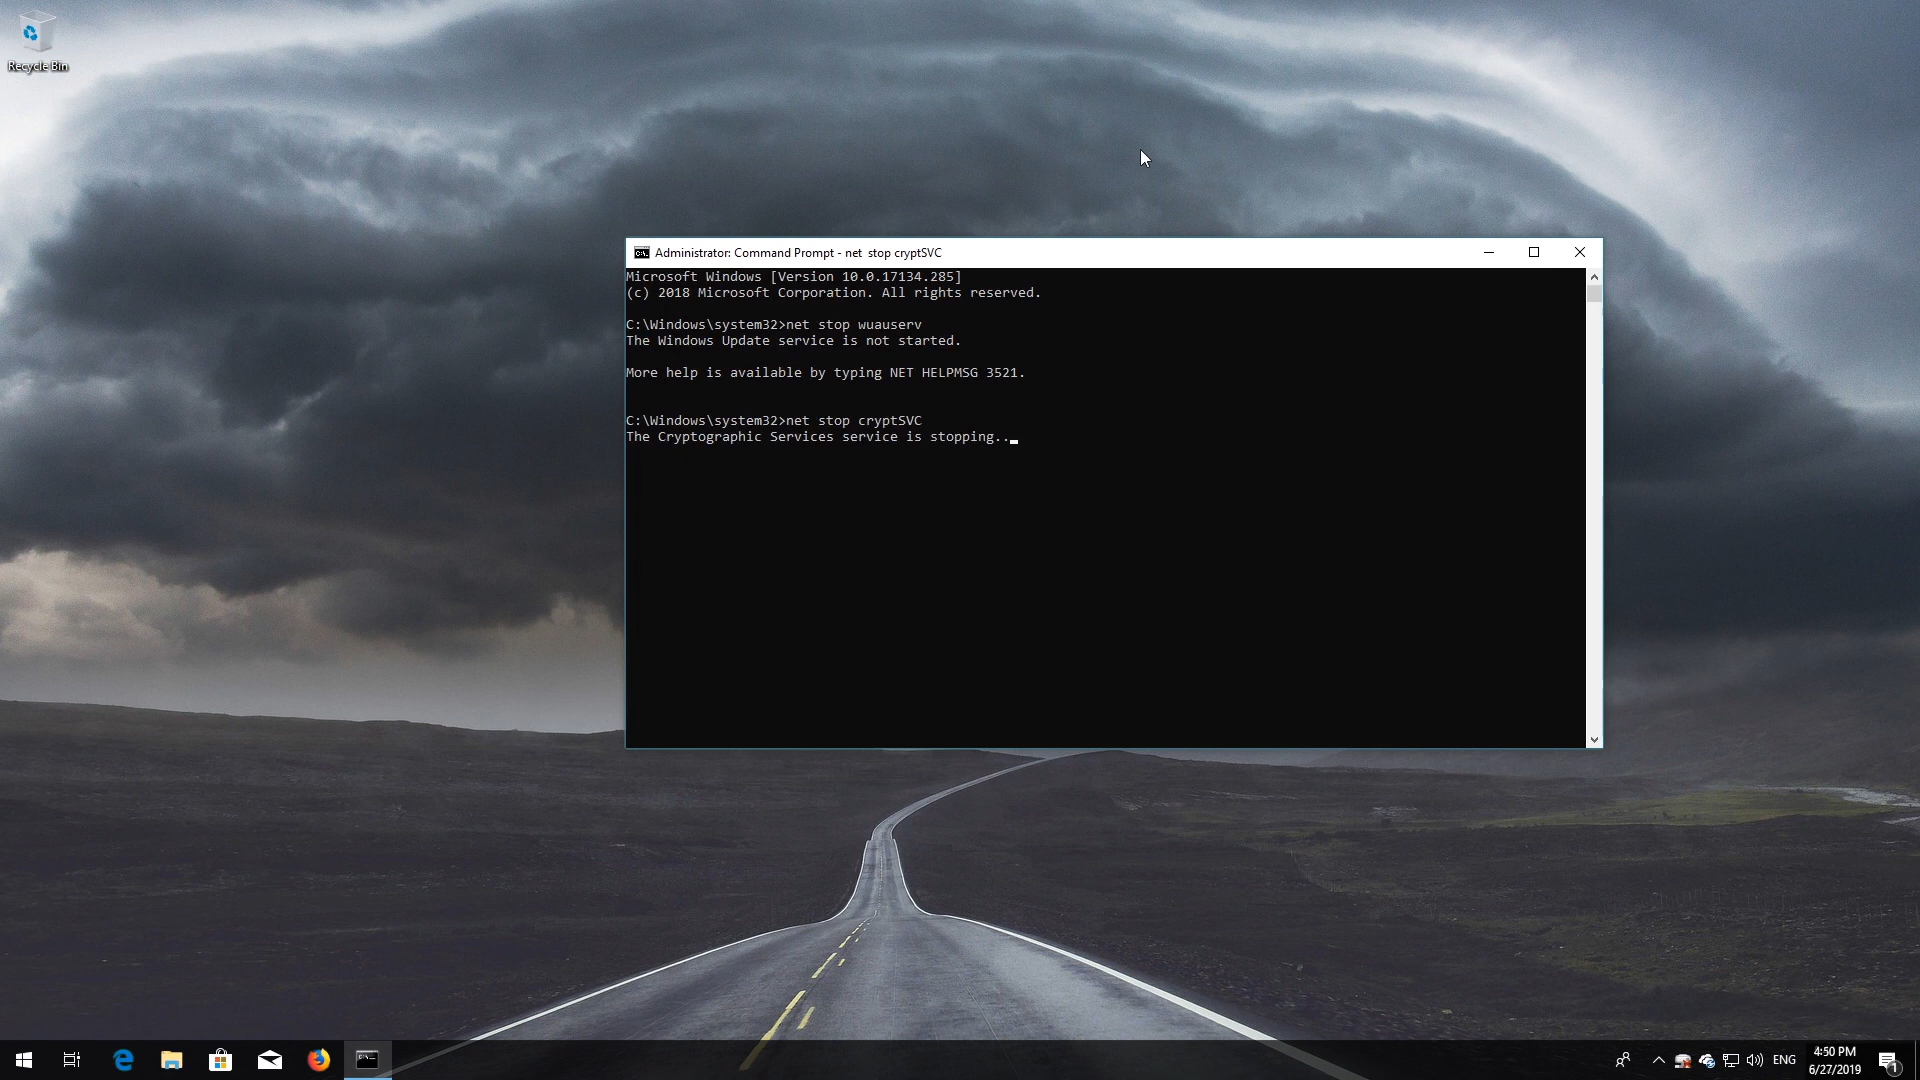 Recycle Bin
Administrator: Command Prompt - net  stop cryptSVC
Microsoft Windows [Version 10.0.17134.285]
(c) 2018 Microsoft Corporation. All rights reserved.
C:\Windows\system32>net stop wuauserv
The Windows Update service is not started.
More help is available by typing NET HELPMSG 3521.
C:\Windows\system32>net stop cryptSVC
The Cryptographic Services service is stopping..
ENG
4:50 PM
6/27/2019
1